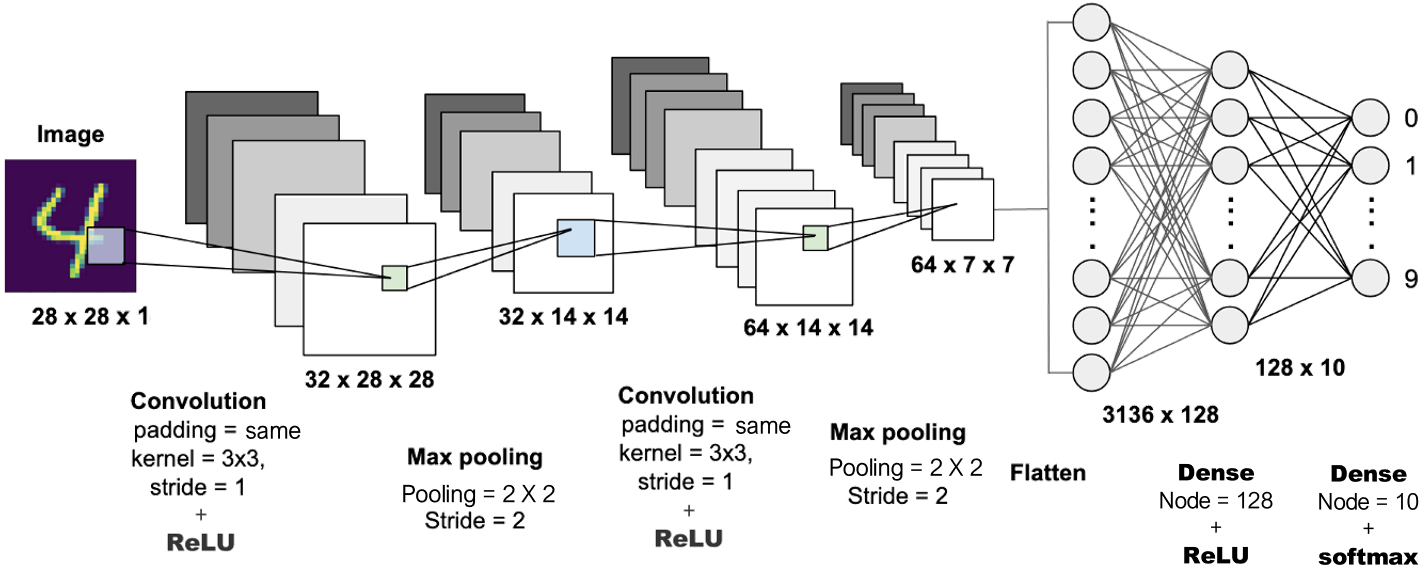 Image
28 x 28 x 1
32 x 28 x 28
Convolution
padding = same
kernel = 3x3,
stride = 1
+
ReLU
32 x 14 x 14
Max pooling
Pooling = 2 X 2
Stride = 2
64 x 14 x 14
Convolution
padding = same
kernel = 3x3,
stride = 1
+
ReLU
64 x 7 x 7
Max pooling
Pooling = 2 X 2
Stride = 2
Flatten
3136 x 128
Dense
Node = 128
+
ReLU
0
1
9
128 x 10
Dense
Node = 10
+
softmax